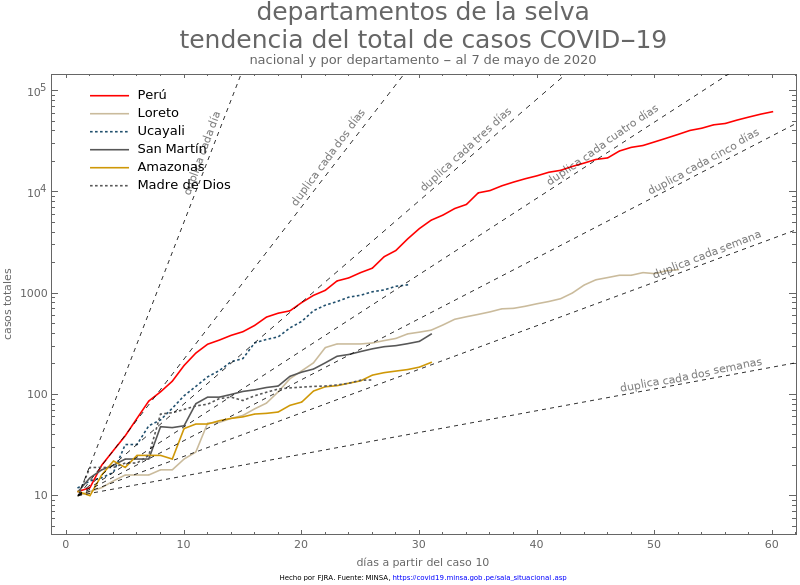 departamentos de la selva
tendencia del total de casos COVID−19
nacional y por departamento − al 7 de mayo de 2020
Perú
Loreto
Ucayali
San Martín
Amazonas
Madre de Dios
duplica cada día
duplica cada dos días
duplica cada tres días
duplica cada cuatro días
duplica cada cinco días
duplica cada semana
duplica cada dos semanas
casos totales
10^5
10^4
1000
100
10
0 10 20 30 40 50 60
días a partir del caso 10
Hecho por FJRA. Fuente: MINSA, https://covid19.minsa.gob.pe/sala_situacional.asp